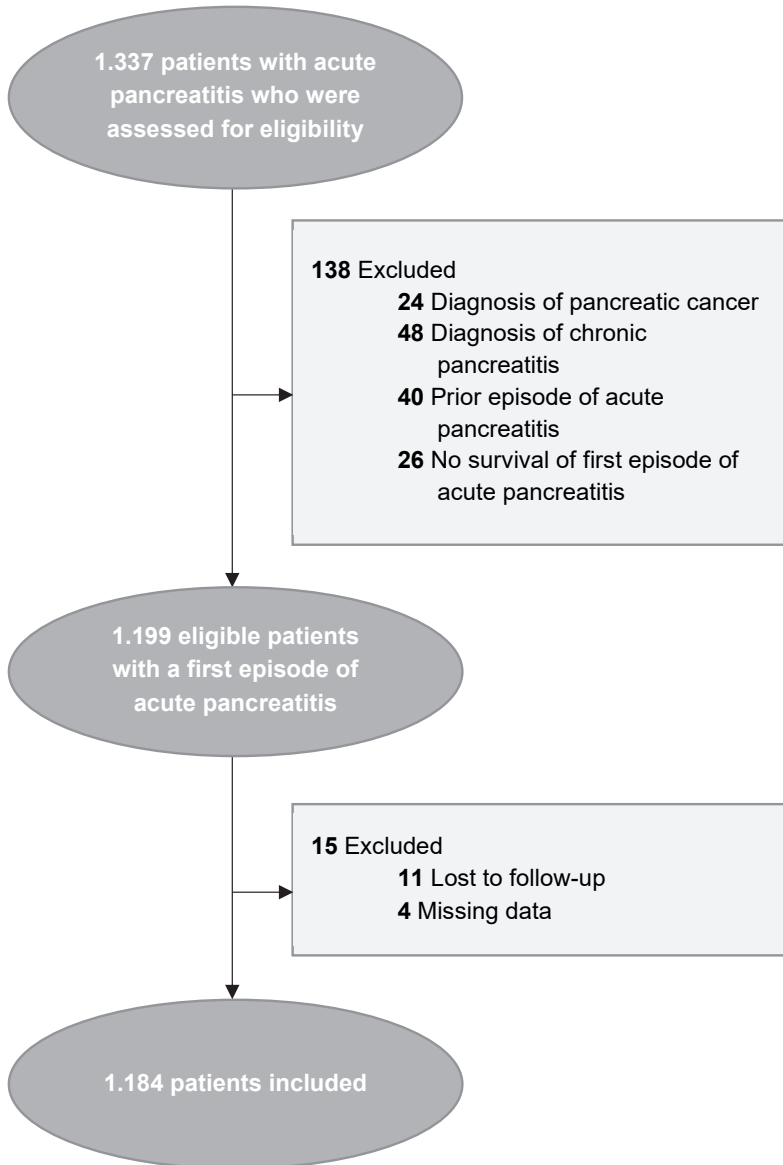 1.337 patients with acute
pancreatitis who were
assessed for eligibility
138 Excluded
24 Diagnosis of pancreatic cancer
48 Diagnosis of chronic
pancreatitis
40 Prior episode of acute
pancreatitis
26 No survival of first episode of
acute pancreatitis
1.199 eligible patients
with a first episode of
acute pancreatitis
15 Excluded
11 Lost to follow-up
4 Missing data
1.184 patients included